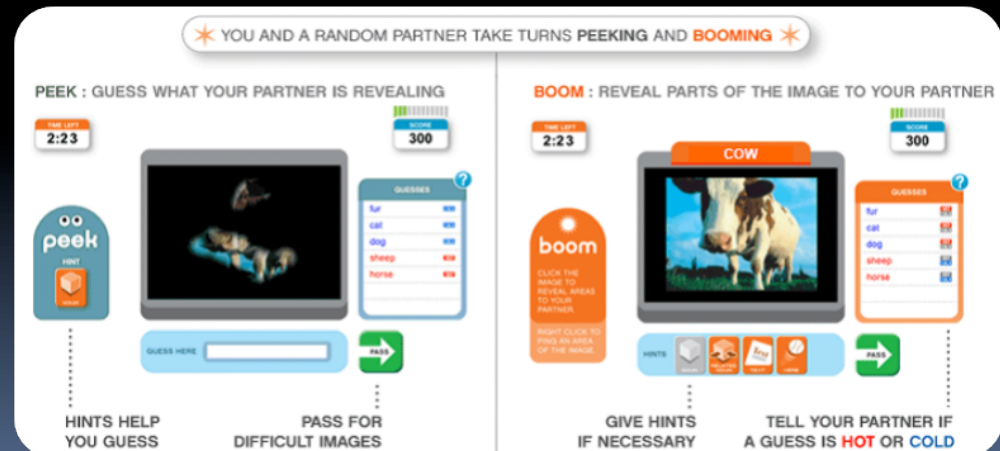 YOU AND A RANDOM PARTNER TAKE TURNS PEEKING AND BOOMING
PEEK : GUESS WHAT YOUR PARTNER IS REVEALING
TIME LEFT
2:23
SCORE
300
peek
HINT
NOUN
GUESSES
?
fur
cat
dog
sheep
horse
GUESS HERE
PASS
HINTS HELP
YOU GUESS
PASS FOR
DIFFICULT IMAGES
BOOM : REVEAL PARTS OF THE IMAGE TO YOUR PARTNER
TIME LEFT
2:23
SCORE
300
COW
boom
CLICK THE
IMAGE TO
REVEAL AREAS
TO YOUR
PARTNER.
RIGHT CLICK TO
PING AN AREA
OF THE IMAGE.
GUESSES
?
fur
cat
dog
sheep
horse
HINTS
NOUN
VERB
PASS
GIVE HINTS
IF NECESSARY
TELL YOUR PARTNER IF
A GUESS IS HOT OR COLD